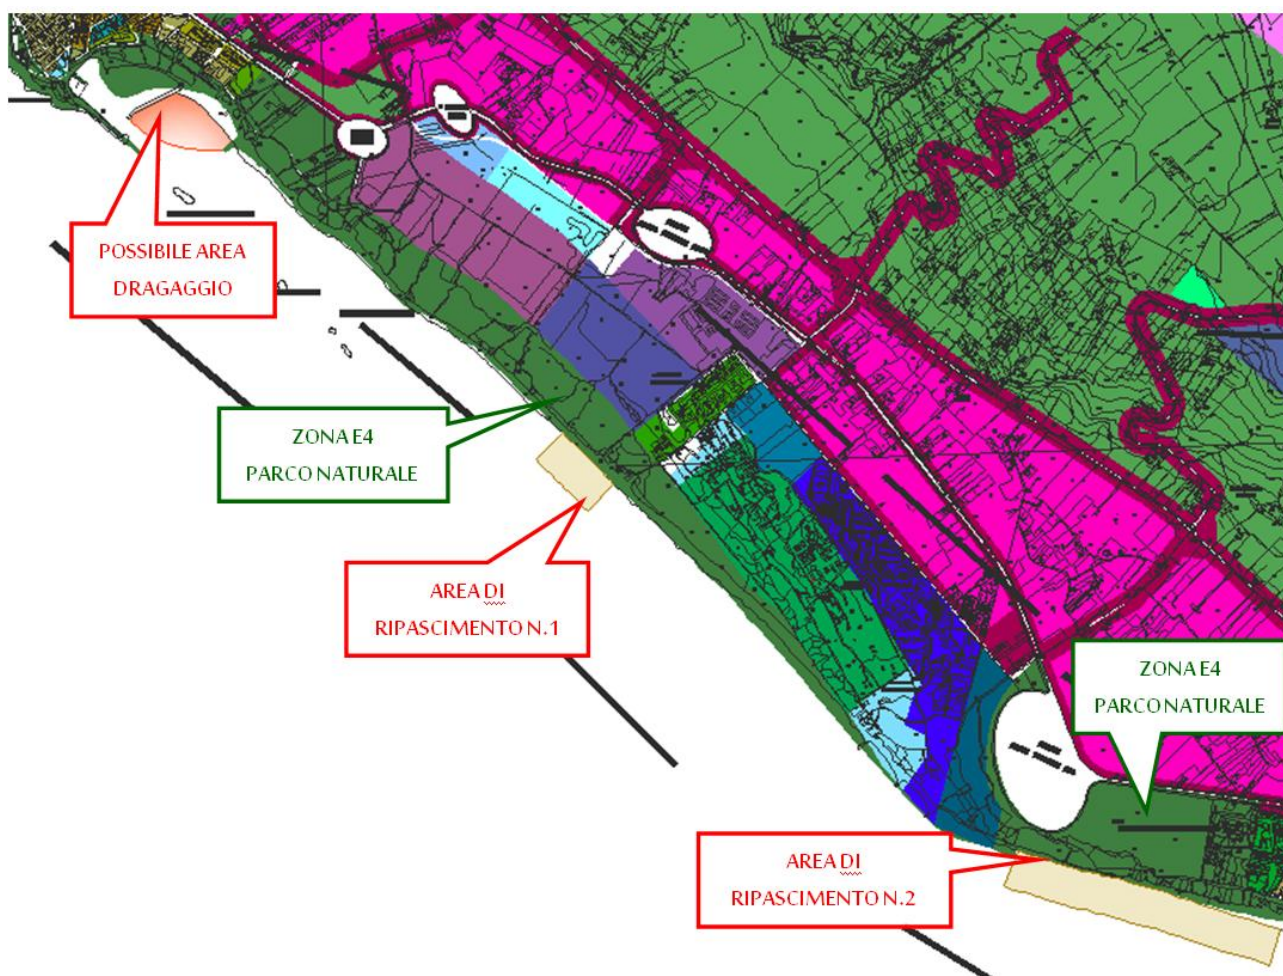 POSSIBILE AREA
DRAGAGGIO
ZONA E4
PARCO NATURALE
AREA DI
RIPASCIMENTO N.1
ZONA E4
PARCO NATURALE
AREA DI
RIPASCIMENTO N.2